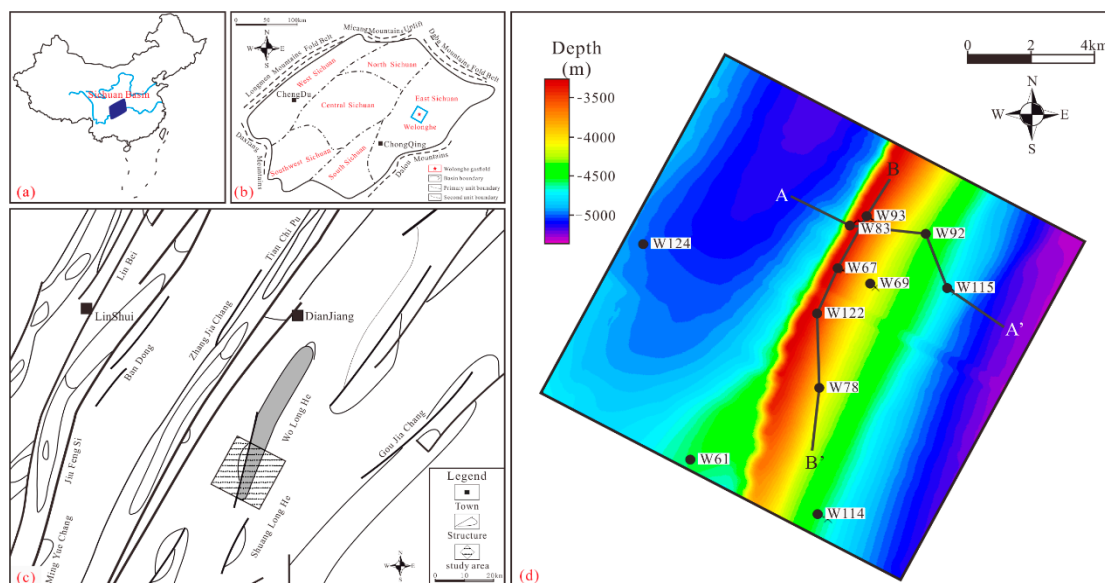 Sichuan Basin
(a)
0 50 100km
N
W E
S
Micang Mountains Uplift
Daba Mountains Fold Belt
Longmen Mountains Fold Belt
West Sichuan
North Sichuan
ChengDu
Central Sichuan
East Sichuan
Wolonghe
ChongQing
Southwest Sichuan
South Sichuan
Dalou Mountains
Mountains
Wolonghe gasfield
Basin boundary
Primary unit boundary
Second unit boundary
(b)
Lin Bei
Tian Chi Pu
LinShui
Zhang Jia Chang
DianJiang
Ban Dong
Wo Long He
Jiu Feng Si
Gou Jia Chang
Shuang Long He
Ming Yue Chang
Legend
Town
Structure
study area
N
W E
S
0 10 20km
(c)
Depth
(m)
-3500
-4000
-4500
-5000
0 2 4km
N
W E
S
A
B
W93
W83
W92
W124
W67
W69
W115
W122
A'
W78
B'
W61
W114
(d)